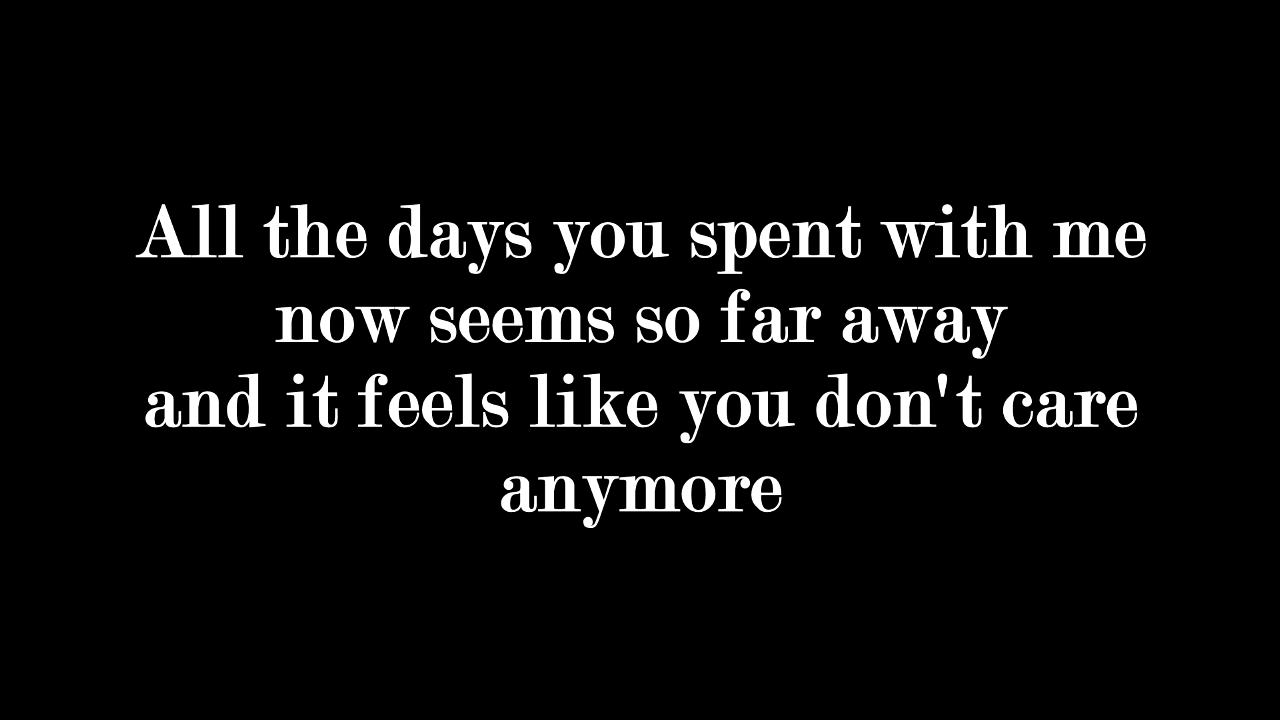 All the days you spent with me
now seems so far away
and it feels like you don't care
anymore